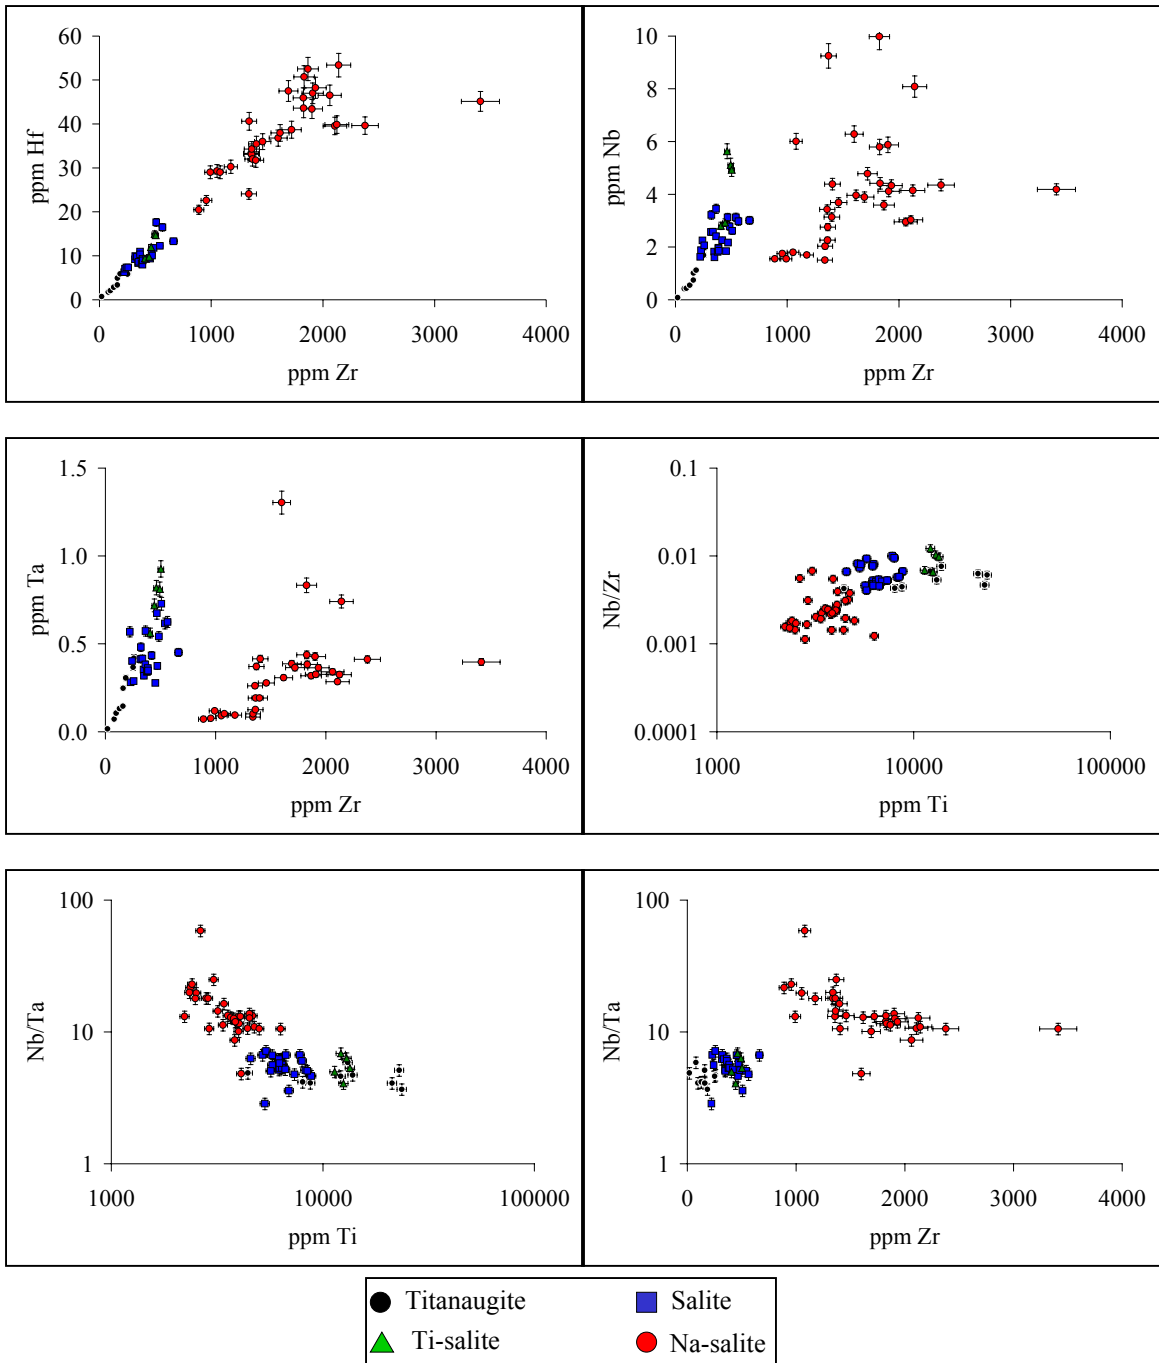 60
50
40
30
20
10
0
ppm Hf
0 1000 2000 3000 4000
ppm Zr
10
8
6
4
2
0
ppm Nb
0 1000 2000 3000 4000
ppm Zr
1.5
1.0
0.5
0.0
ppm Ta
0 1000 2000 3000 4000
ppm Zr
0.1
0.01
0.001
0.0001
Nb/Zr
1000 10000 100000
ppm Ti
100
10
1
Nb/Ta
1000 10000 100000
ppm Ti
100
10
1
Nb/Ta
0 1000 2000 3000 4000
ppm Zr
Titanaugite Salite
Ti-salite Na-salite